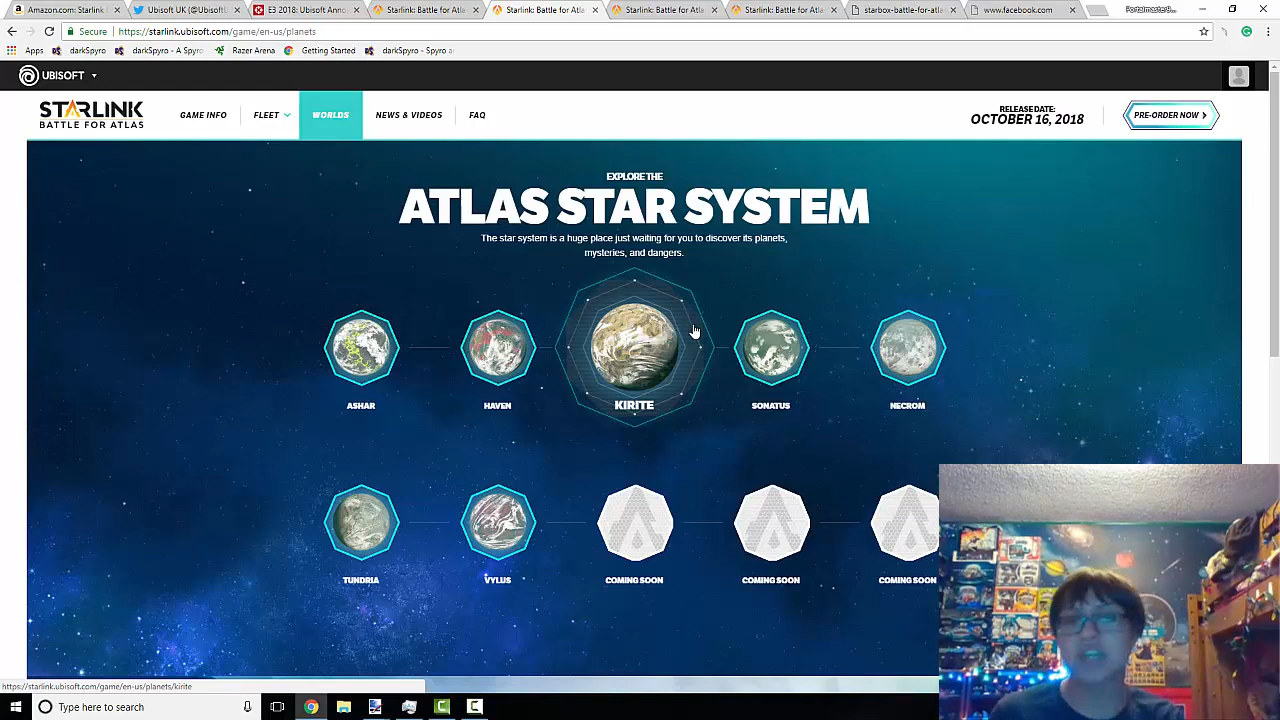 Amazon.com: Starlink
Ubisoft UK (@Ubisoft
E3 2018: Ubisoft Annou
Starlink: Battle for Atla
Starlink: Battle for Atla
Starlink: Battle for Atla
Starlink: Battle for Atla
starbox-battle-for-atla
www.facebook.com
Secure
https://starlink.ubisoft.com/game/en-us/planets
Apps
darkSpyro
darkSpyro - A Spyro
Razer Arena
Getting Started
darkSpyro - Spyro a
UBISOFT
STARLINK
BATTLE FOR ATLAS
GAME INFO
FLEET
WORLDS
NEWS & VIDEOS
FAQ
RELEASE DATE:
OCTOBER 16, 2018
PRE-ORDER NOW
EXPLORE THE
ATLAS STAR SYSTEM
The star system is a huge place just waiting for you to discover its planets,
mysteries, and dangers.
ASHAR
HAVEN
KIRITE
SONATUS
NECROM
TUNDRIA
VYLUS
COMING SOON
COMING SOON
COMING SOON
https://starlink.ubisoft.com/game/en-us/planets/kirite
Type here to search